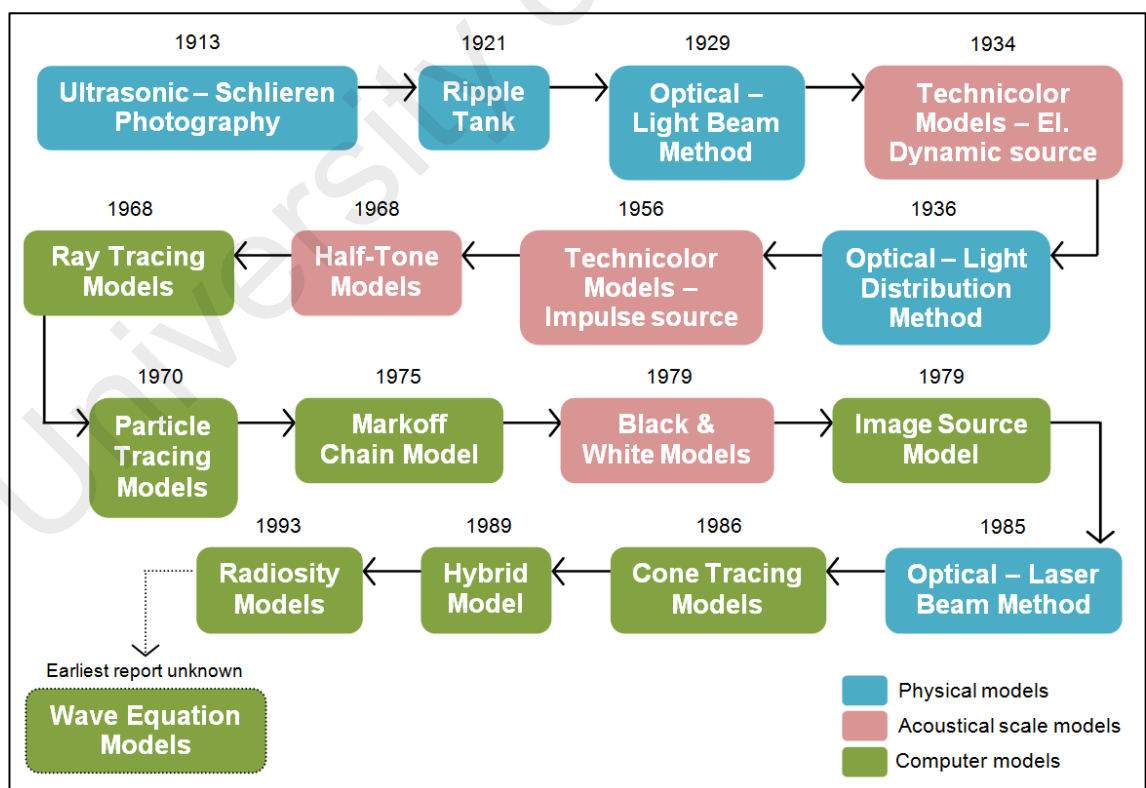 University
1913
1921
1929
1934
Ultrasonic – Schlieren
Photography
Ripple
Tank
Optical –
Light Beam
Method
Technicolor
Models – El.
Dynamic source
1968
1968
1956
1936
Ray Tracing
Models
Half-Tone
Models
Technicolor
Models –
Impulse source
Optical – Light
Distribution
Method
1970
1975
1979
1979
Particle
Tracing
Models
Markoff
Chain Model
Black &
White Models
Image Source
Model
1993
1989
1986
1985
Radiosity
Models
Hybrid
Model
Cone Tracing
Models
Optical – Laser
Beam Method
Earliest report unknown
Wave Equation
Models
Physical models
Acoustical scale models
Computer models